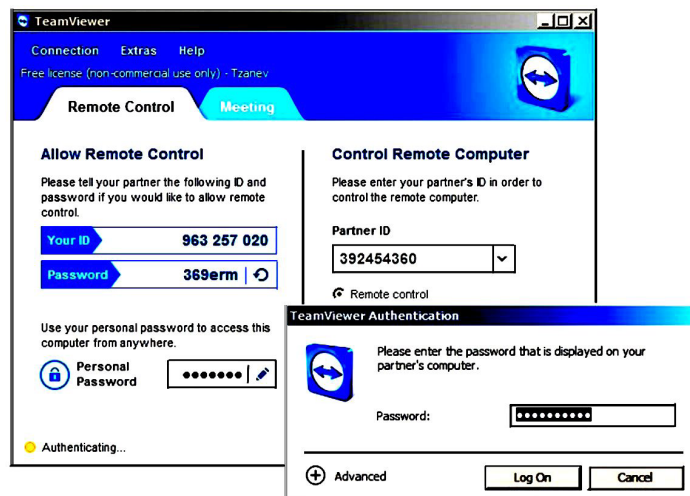 TeamViewer
Connection Extras Help
Free license (non-commercial use only) - Tzanev
Remote Control Meeting
Allow Remote Control
Please tell your partner the following ID and
password if you would like to allow remote
control.
Your ID 963 257 020
Password 369erm
Use your personal password to access this
computer from anywhere.
Personal
Password
Authenticating...
Control Remote Computer
Please enter your partner's ID in order to
control the remote computer.
Partner ID
392454360
Remote control
TeamViewer Authentication
Please enter the password that is displayed on your
partner's computer.
Password:
Advanced Log On Cancel